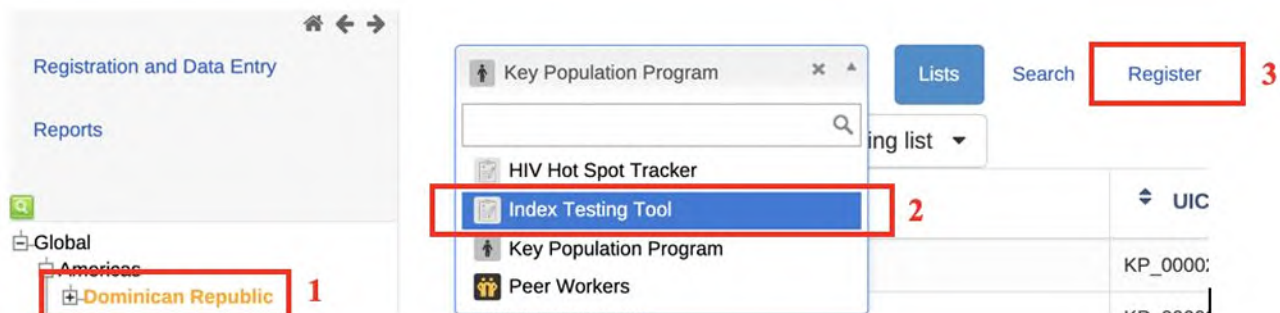 Registration and Data Entry
Reports
Global
Americas
Dominican Republic
1
Key Population Program
Lists
Search
Register
3
ing list
HIV Hot Spot Tracker
Index Testing Tool
2
Key Population Program
Peer Workers
UIC
KP_00002